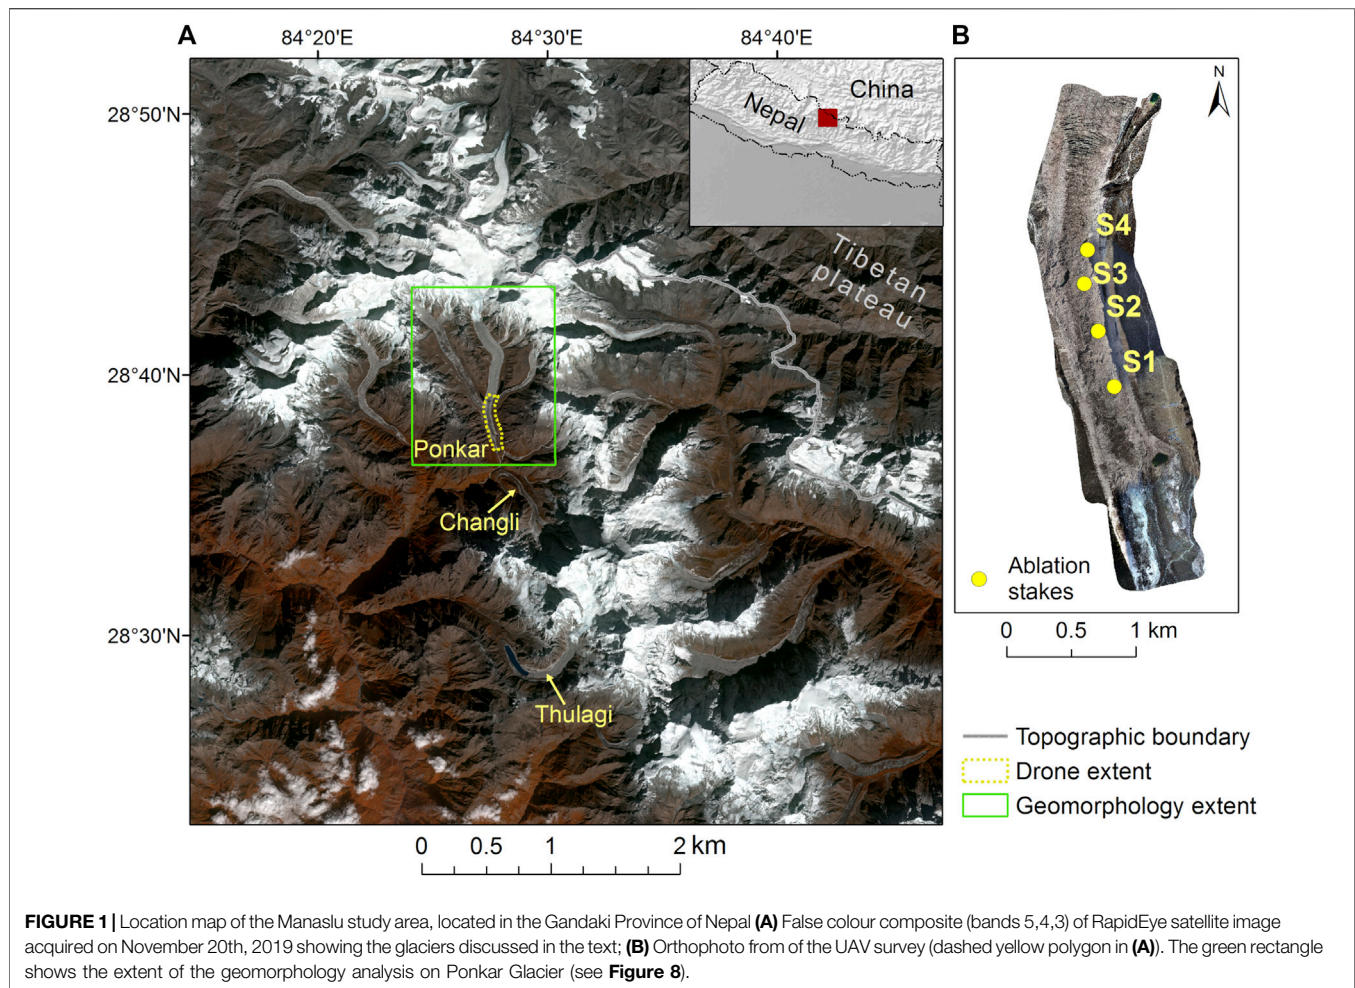 A
84°20'E
84°30'E
84°40'E
B
28°50'N
28°40'N
28°30'N
China
Nepal
Tibetan
plateau
Ponkar
Changli
Thulagi
N
S4
S3
S2
S1
Ablation
stakes
0 0.5 1 km
Topographic boundary
Drone extent
Geomorphology extent
0 0.5 1 2 km
FIGURE 1 | Location map of the Manaslu study area, located in the Gandaki Province of Nepal (A) False colour composite (bands 5,4,3) of RapidEye satellite image
acquired on November 20th, 2019 showing the glaciers discussed in the text; (B) Orthophoto from of the UAV survey (dashed yellow polygon in (A)). The green rectangle
shows the extent of the geomorphology analysis on Ponkar Glacier (see Figure 8).